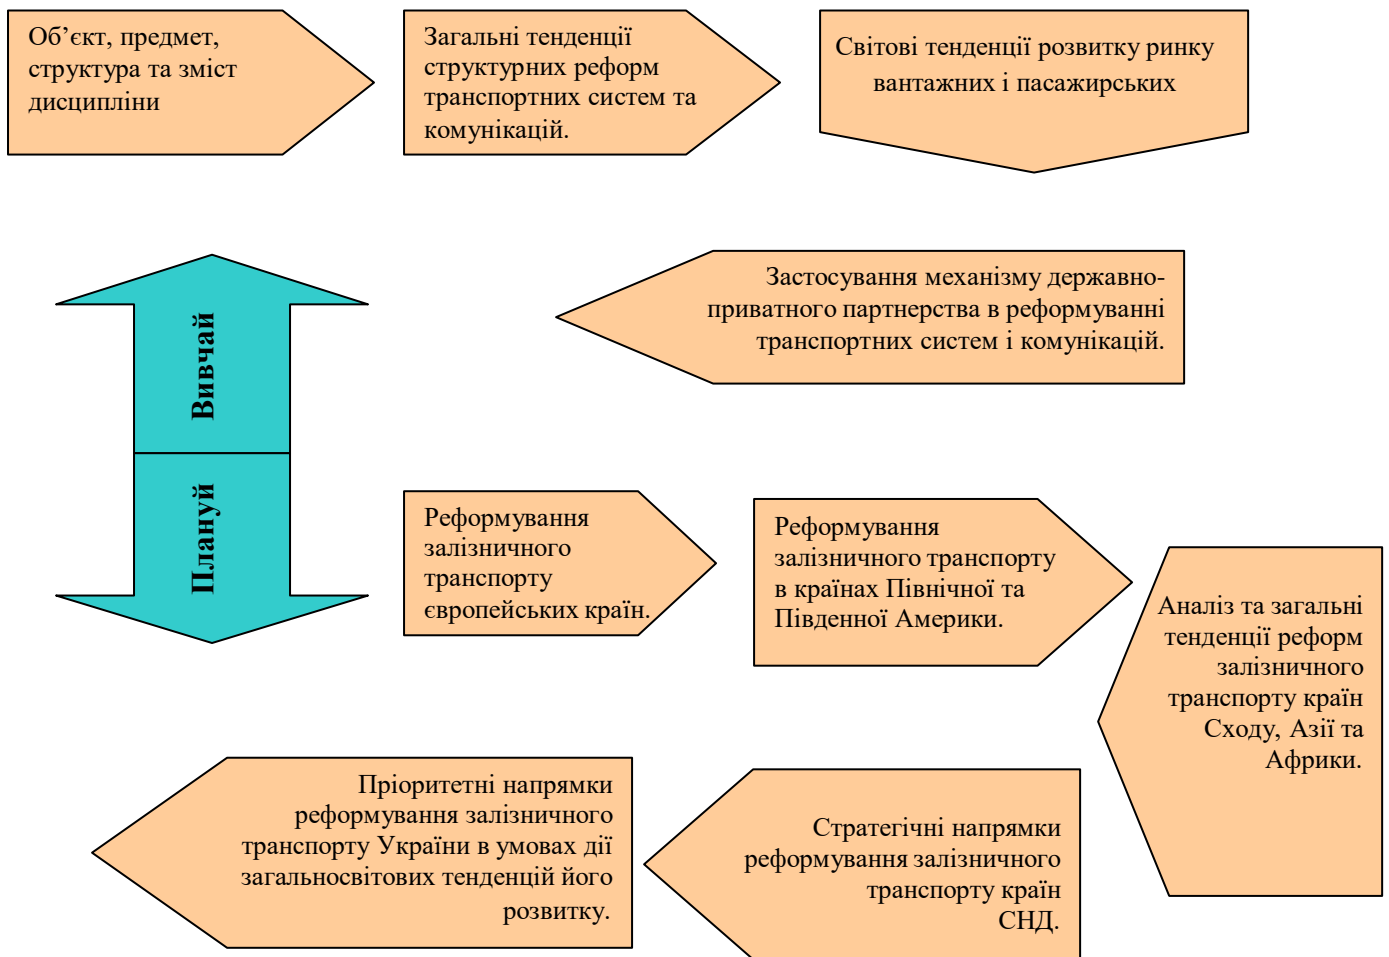 Об’єкт, предмет,
структура та зміст
дисципліни
Загальні тенденції
структурних реформ
транспортних систем та
комунікацій.
Світові тенденції розвитку ринку
вантажних і пасажирських
Застосування механізму державно-
приватного партнерства в реформуванні
транспортних систем і комунікацій.
Вивчай
Плануй
Реформування
залізничного
транспорту
європейських країн.
Реформування
залізничного транспорту
в країнах Північної та
Південної Америки.
Аналіз та загальні
тенденції реформ
залізничного
транспорту країн
Сходу, Азії та
Африки.
Стратегічні напрямки
реформування залізничного
транспорту країн
СНД.
Пріоритетні напрямки
реформування залізничного
транспорту України в умовах дії
загальносвітових тенденцій його
розвитку.